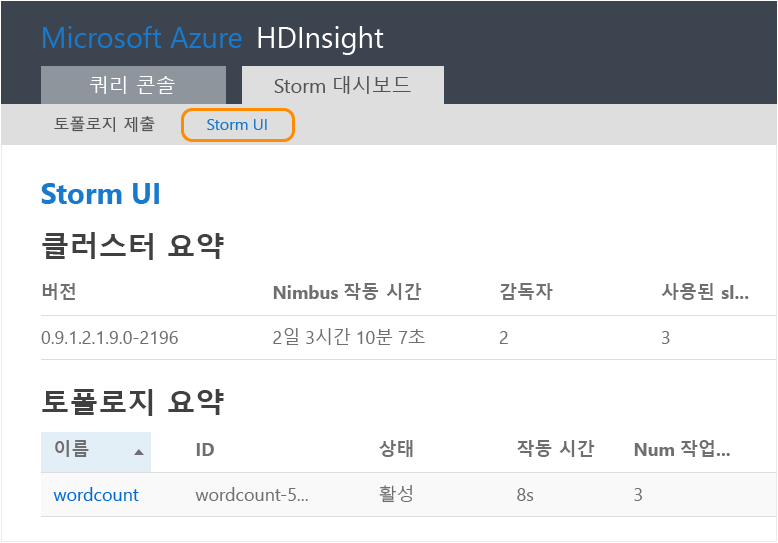 Microsoft Azure HDInsight
쿼리 콘솔 Storm 대시보드
토폴로지 제출 Storm UI
Storm UI
클러스터 요약
버전 Nimbus 작동 시간 감독자 사용된 sl...
0.9.1.2.1.9.0-2196 2일 3시간 10분 7초 2 3
토폴로지 요약
이름 ID 상태 작동 시간 Num 작업...
wordcount wordcount-5... 활성 8s 3